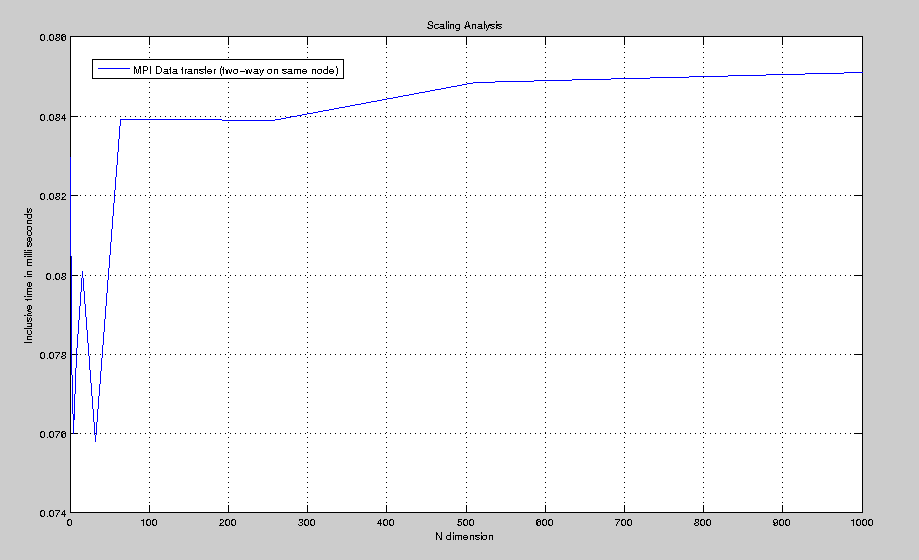 Scaling Analysis
MPI Data transfer (two-way on same node)
Inclusive time in milli seconds
0.086
0.084
0.082
0.08
0.078
0.076
0.074
0 100 200 300 400 500 600 700 800 900 1000
N dimension